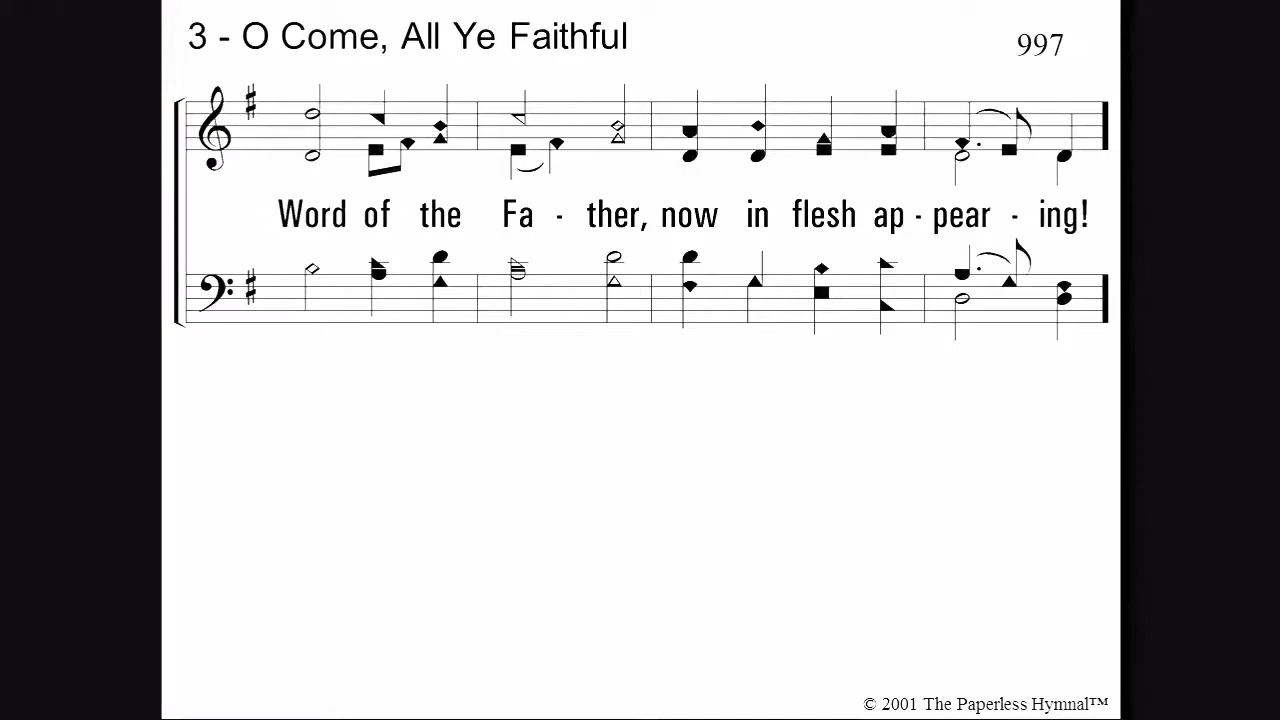 3 - O Come, All Ye Faithful
997
Word of the Fa - ther, now in flesh ap - pear - ing!
© 2001 The Paperless Hymnal™